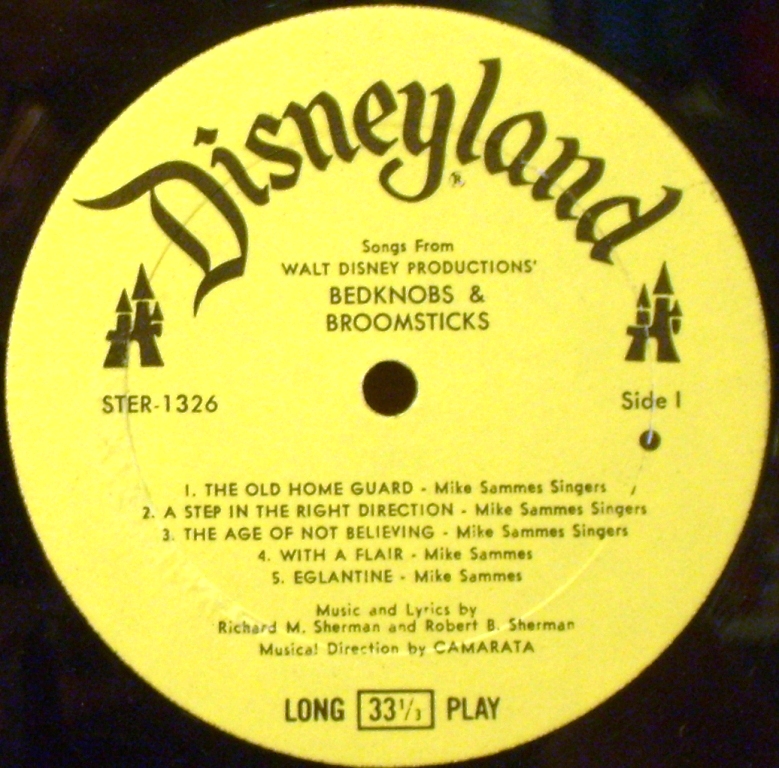 Disneyland
®
Songs From
WALT DISNEY PRODUCTIONS'
BEDKNOBS &
BROOMSTICKS
STER-1326
Side 1
1. THE OLD HOME GUARD - Mike Sammes Singers
2. A STEP IN THE RIGHT DIRECTION - Mike Sammes Singers
3. THE AGE OF NOT BELIEVING - Mike Sammes Singers
4. WITH A FLAIR - Mike Sammes
5. EGLANTINE - Mike Sammes
Music and Lyrics by
Richard M. Sherman and Robert B. Sherman
Musical Direction by CAMARATA
LONG 33 1/3 PLAY